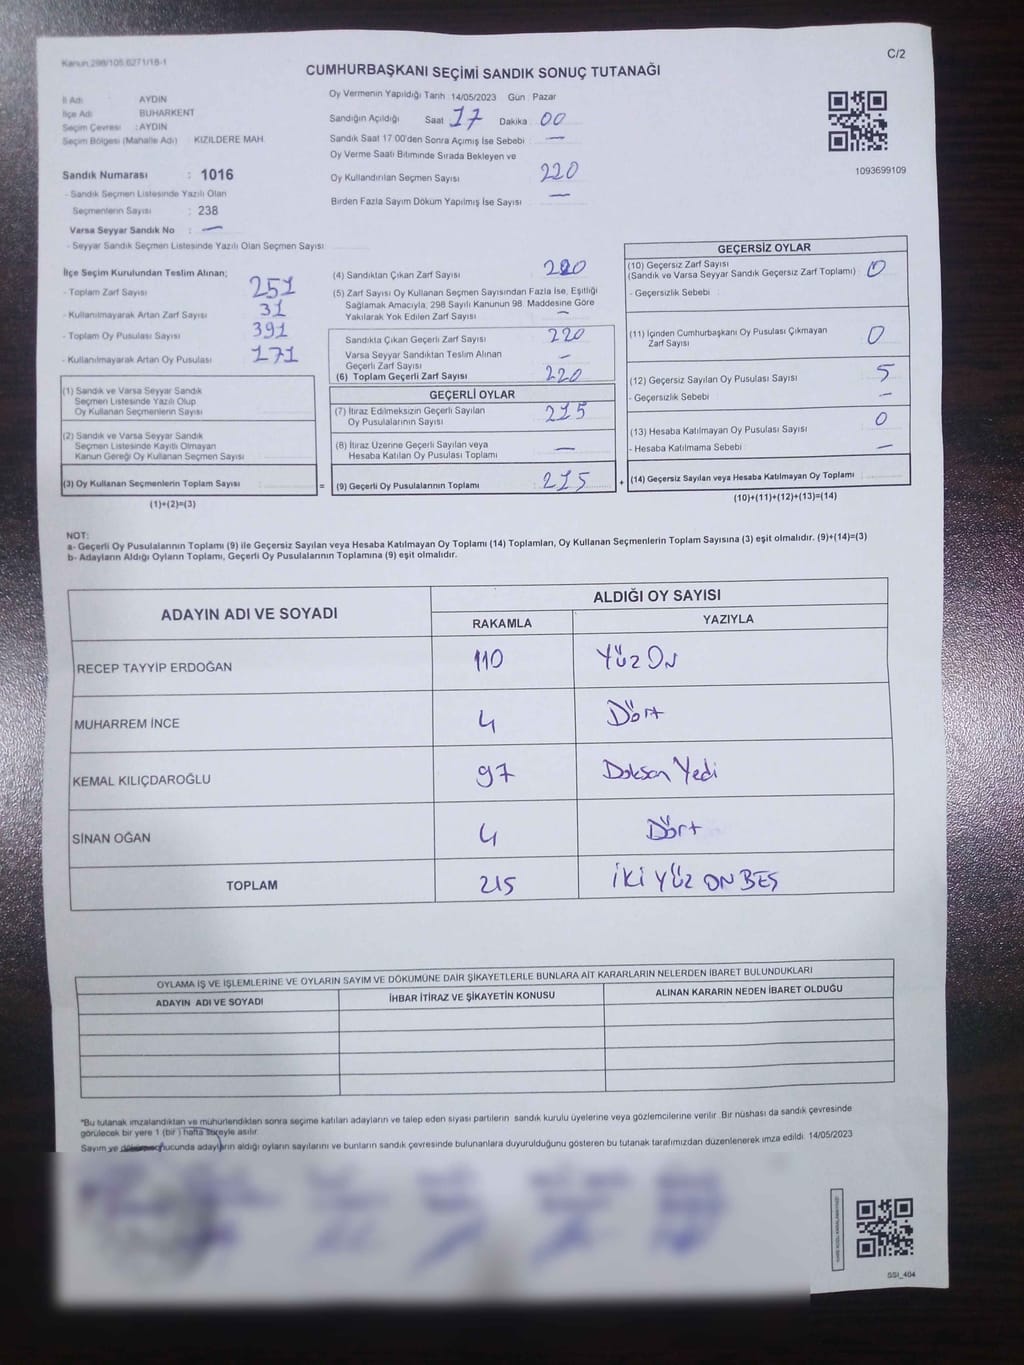 Kanun.298/105.6271/18-1
C/2
CUMHURBAŞKANI SEÇİMİ SANDIK SONUÇ TUTANAĞI
İl Adı AYDIN
İlçe Adı BUHARKENT
Seçim Çevresi : AYDIN
Seçim Bölgesi (Mahalle Adı) KIZILDERE MAH
Sandık Numarası : 1016
- Sandık Seçmen Listesinde Yazılı Olan
Seçmenlerin Sayısı : 238
Varsa Seyyar Sandık No : —
- Seyyar Sandık Seçmen Listesinde Yazılı Olan Seçmen Sayısı
Oy Vermenin Yapıldığı Tarih 14/05/2023 Gün : Pazar
Sandığın Açıldığı Saat 17 Dakika 00
Sandık Saat 17.00'den Sonra Açımış İse Sebebi : —
Oy Verme Saati Bitiminde Sırada Bekleyen ve
Oy Kullandırılan Seçmen Sayısı 220
Birden Fazla Sayım Döküm Yapılmış İse Sayısı —
1093699109
İlçe Seçim Kurulundan Teslim Alınan;
- Toplam Zarf Sayısı 251
- Kullanılmayarak Artan Zarf Sayısı 31
- Toplam Oy Pusulası Sayısı 391
- Kullanılmayarak Artan Oy Pusulası 171
(1) Sandık ve Varsa Seyyar Sandık
Seçmen Listesinde Yazılı Olup
Oy Kullanan Seçmenlerin Sayısı
(2) Sandık ve Varsa Seyyar Sandık
Seçmen Listesinde Kayıtlı Olmayan
Kanun Gereği Oy Kullanan Seçmen Sayısı
(3) Oy Kullanan Seçmenlerin Toplam Sayısı
(1)+(2)=(3)
=
(4) Sandıktan Çıkan Zarf Sayısı 220
(5) Zarf Sayısı Oy Kullanan Seçmen Sayısından Fazla İse, Eşitliği
Sağlamak Amacıyla, 298 Sayılı Kanunun 98. Maddesine Göre
Yakılarak Yok Edilen Zarf Sayısı —
Sandıkta Çıkan Geçerli Zarf Sayısı 220
Varsa Seyyar Sandıktan Teslim Alınan
Geçerli Zarf Sayısı —
(6) Toplam Geçerli Zarf Sayısı 220
GEÇERLİ OYLAR
(7) İtiraz Edilmeksizin Geçerli Sayılan
Oy Pusulasının Sayısı 215
(8) İtiraz Üzerine Geçerli Sayılan veya
Hesaba Katılan Oy Pusulası Toplamı —
(9) Geçerli Oy Pusulalarının Toplamı 215
+
GEÇERSİZ OYLAR
(10) Geçersiz Zarf Sayısı
(Sandık ve Varsa Seyyar Sandık Geçersiz Zarf Toplamı) 0
- Geçersizlik Sebebi
(11) İçinden Cumhurbaşkanı Oy Pusulası Çıkmayan
Zarf Sayısı 0
(12) Geçersiz Sayılan Oy Pusulası Sayısı 5
- Geçersizlik Sebebi —
(13) Hesaba Katılmayan Oy Pusulası Sayısı 0
- Hesaba Katılmama Sebebi —
(14) Geçersiz Sayılan veya Hesaba Katılmayan Oy Toplamı
(10)+(11)+(12)+(13)=(14)
NOT:
a- Geçerli Oy Pusulalarının Toplamı (9) ile Geçersiz Sayılan veya Hesaba Katılmayan Oy Toplamı (14) Toplamları, Oy Kullanan Seçmenlerin Toplam Sayısına (3) eşit olmalıdır. (9)+(14)=(3)
b- Adayların Aldığı Oyların Toplamı, Geçerli Oy Pusulalarının Toplamına (9) eşit olmalıdır.
ADAYIN ADI VE SOYADI
ALDIĞI OY SAYISI
RAKAMLA YAZIYLA
RECEP TAYYİP ERDOĞAN 110 Yüz On
MUHARREM İNCE 4 Dört
KEMAL KILIÇDAROĞLU 97 Doksan Yedi
SİNAN OĞAN 4 Dört
TOPLAM 215 İKİ YÜZ ON BEŞ
OYLAMA İŞ VE İŞLEMLERİNE VE OYLARIN SAYIM VE DÖKÜMÜNE DAİR ŞİKAYETLERLE BUNLARA AİT KARARLARIN NELERDEN İBARET BULUNDUKLARI
ADAYIN ADI VE SOYADI İHBAR İTİRAZ VE ŞİKAYETİN KONUSU ALINAN KARARIN NEDEN İBARET OLDUĞU
*Bu tutanak imzalandıktan ve mühürlendikten sonra seçime katılan adayların ve talep eden siyasi partilerin sandık kurulu üyelerine veya gözlemcilerine verilir. Bir nüshası da sandık çevresinde
görülecek bir yere 1 (bir) hafta süreyle asılır.
Sayım ve döküm sonucunda adayların aldığı oyların sayılarını ve bunların sandık çevresinde bulunanlara duyurulduğunu gösteren bu tutanak tarafımızdan düzenlenerek imza edildi. 14/05/2023
SSI_404